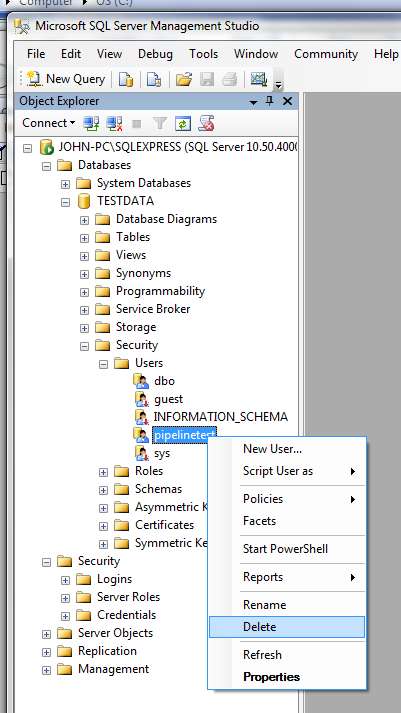 Computer OS (C:)
Microsoft SQL Server Management Studio
File Edit View Debug Tools Window Community Help
New Query
Object Explorer
Connect
JOHN-PC\SQLEXPRESS (SQL Server 10.50.400
Databases
System Databases
TESTDATA
Database Diagrams
Tables
Views
Synonyms
Programmability
Service Broker
Storage
Security
Users
dbo
guest
INFORMATION_SCHEMA
pipelinetest
sys
Roles
Schemas
Asymmetric Ke
Certificates
Symmetric Ke
Security
Logins
Server Roles
Credentials
Server Objects
Replication
Management
New User...
Script User as
Policies
Facets
Start PowerShell
Reports
Rename
Delete
Refresh
Properties